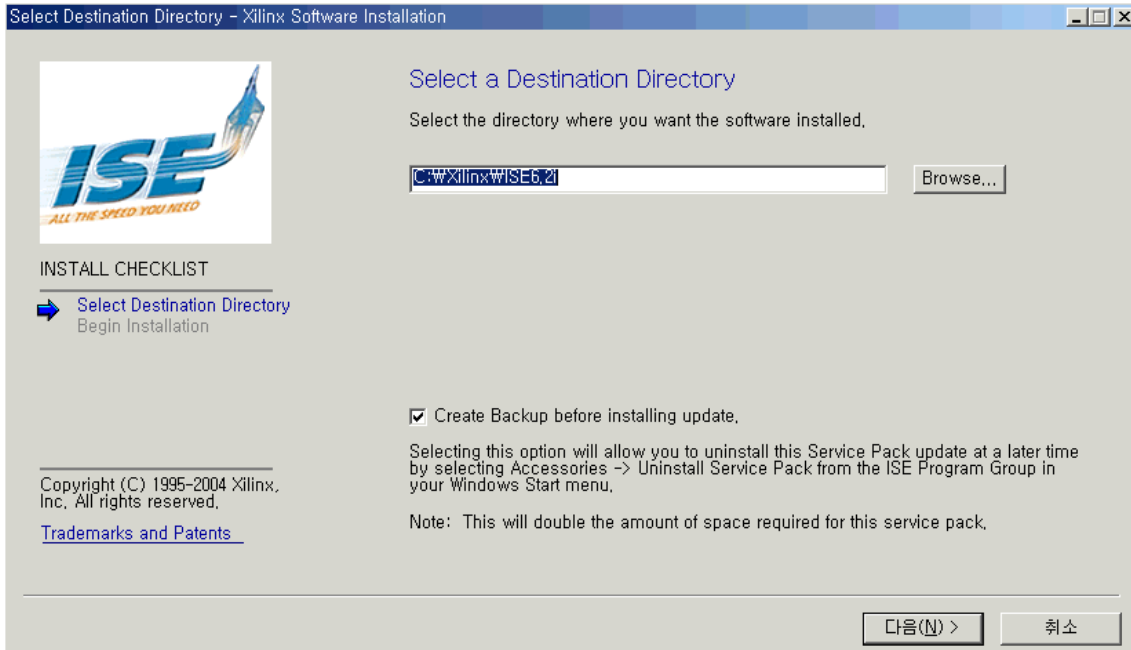 Select Destination Directory - Xilinx Software Installation
ISE
ALL THE SPEED YOU NEED
Select a Destination Directory
Select the directory where you want the software installed.
C:₩Xilinx₩ISE6.2i
Browse...
INSTALL CHECKLIST
Select Destination Directory
Begin Installation
Create Backup before installing update.
Selecting this option will allow you to uninstall this Service Pack update at a later time
by selecting Accessories -> Uninstall Service Pack from the ISE Program Group in
your Windows Start menu.
Note: This will double the amount of space required for this service pack.
Copyright (C) 1995-2004 Xilinx,
Inc. All rights reserved.
Trademarks and Patents
다음(N) >
취소